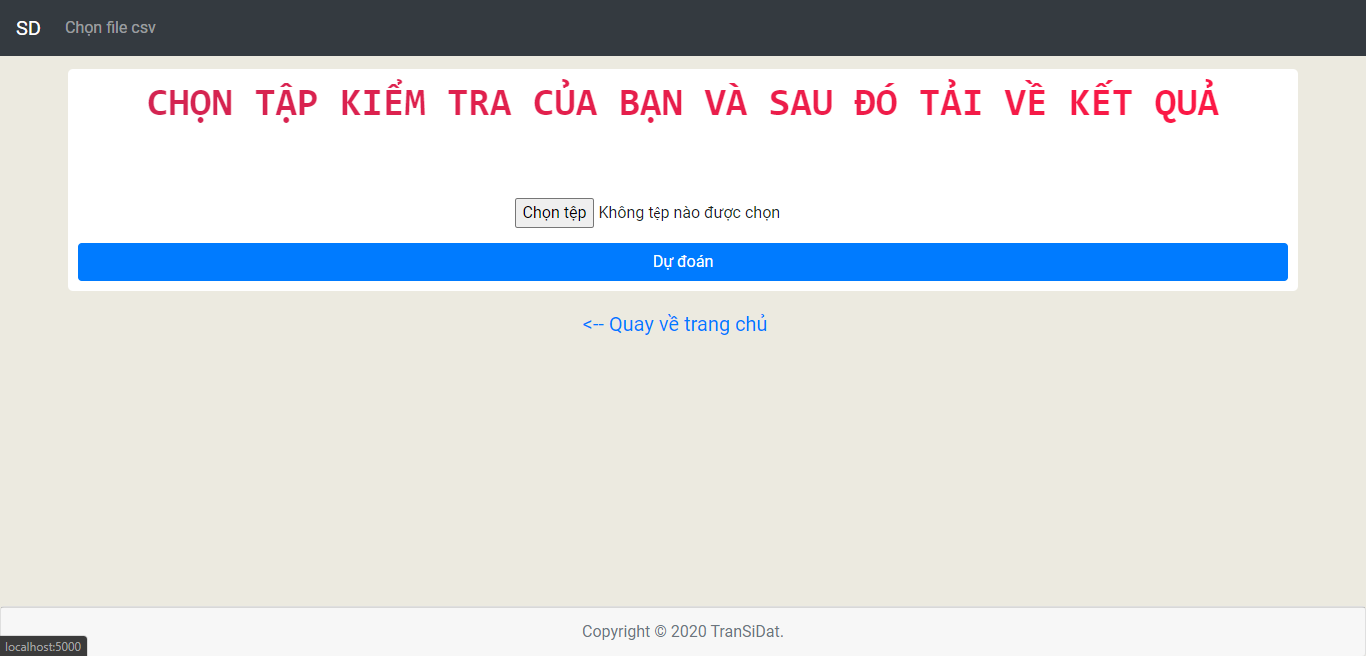 SD Chọn file csv
CHỌN TẬP KIỂM TRA CỦA BẠN VÀ SAU ĐÓ TẢI VỀ KẾT QUẢ
Chọn tệp Không tệp nào được chọn
Dự đoán
<-- Quay về trang chủ
Copyright © 2020 TranSiDat.
localhost:5000